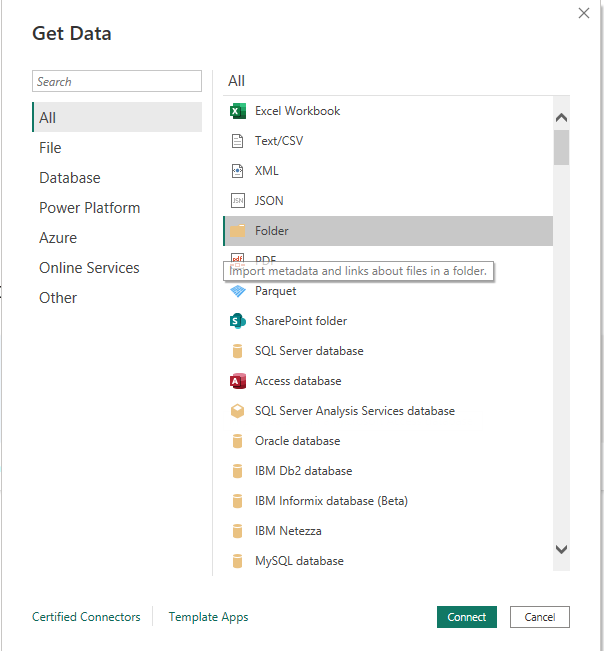 Get Data
Search
All
File
Database
Power Platform
Azure
Online Services
Other
All
Excel Workbook
Text/CSV
XML
JSON
Folder
PDF
Import metadata and links about files in a folder.
Parquet
SharePoint folder
SQL Server database
Access database
SQL Server Analysis Services database
Oracle database
IBM Db2 database
IBM Informix database (Beta)
IBM Netezza
MySQL database
Certified Connectors
Template Apps
Connect
Cancel